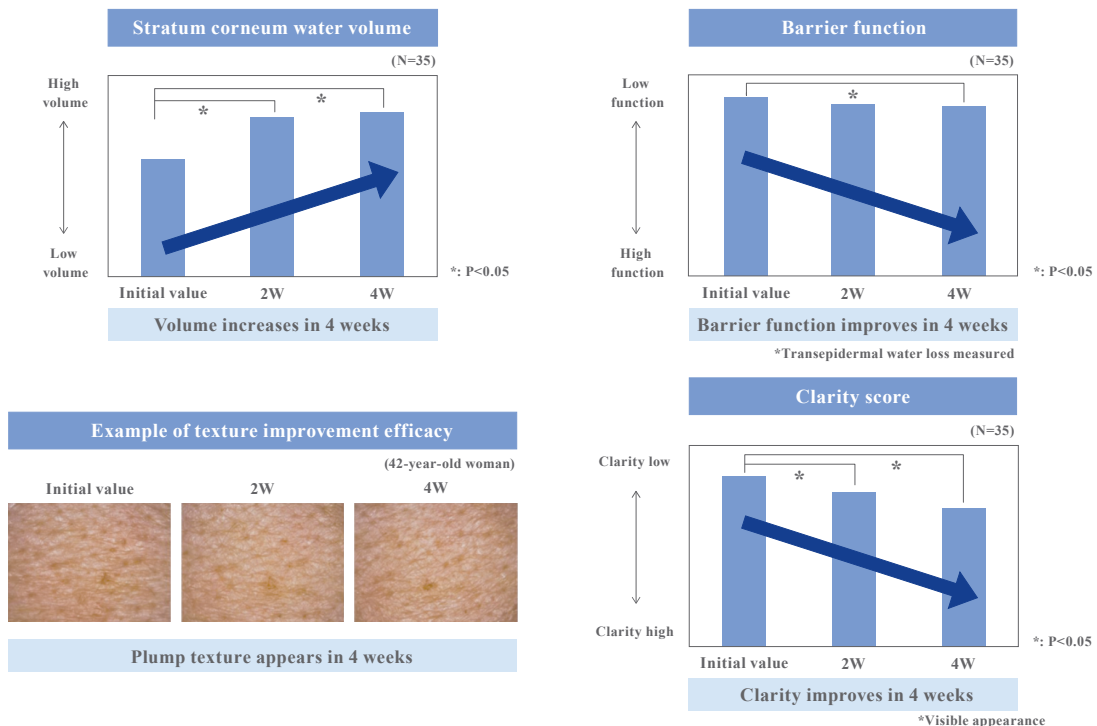 Stratum corneum water volume
(N=35)
High
volume
*
*
Low
volume
*: P<0.05
Initial value
2W
4W
Volume increases in 4 weeks
Barrier function
(N=35)
Low
function
*
High
function
*: P<0.05
Initial value
2W
4W
Barrier function improves in 4 weeks
*Transepidermal water loss measured
Example of texture improvement efficacy
(42-year-old woman)
Initial value
2W
4W
Plump texture appears in 4 weeks
Clarity score
(N=35)
Clarity low
*
*
Clarity high
*: P<0.05
Initial value
2W
4W
Clarity improves in 4 weeks
*Visible appearance